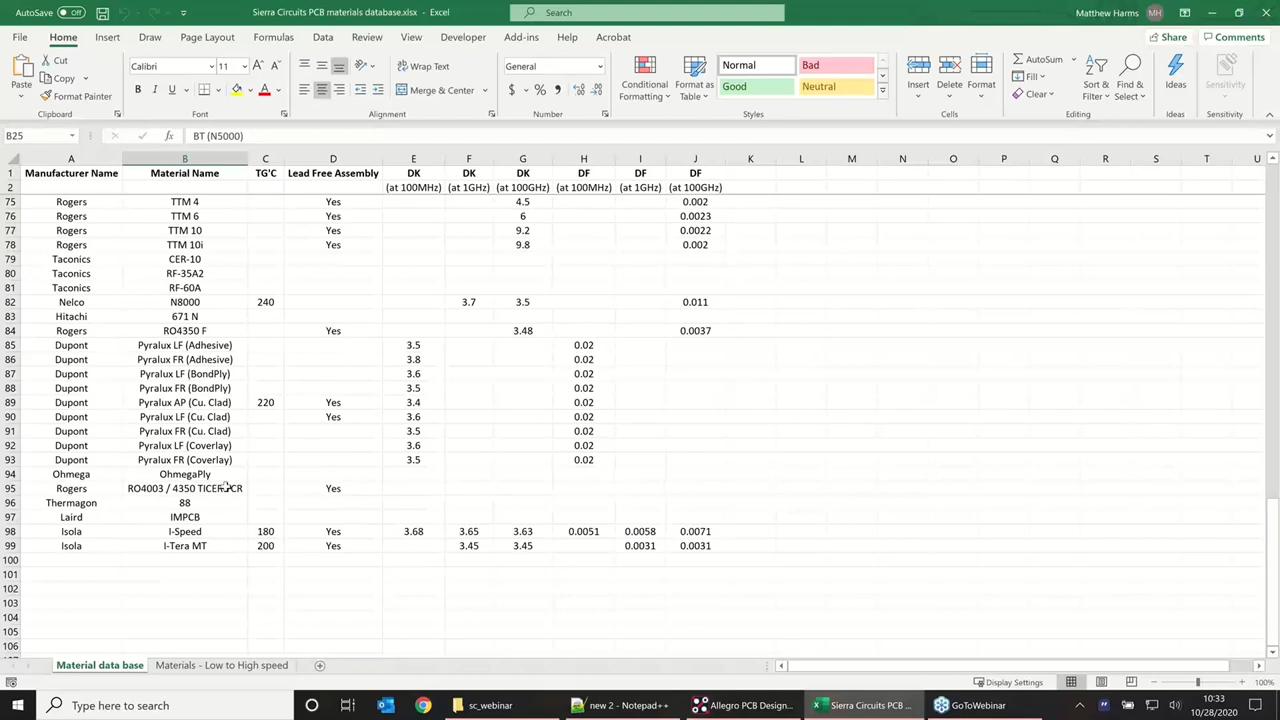 AutoSave Off Sierra Circuits PCB materials database.xlsx - Excel Search Matthew Harms MH
File Home Insert Draw Page Layout Formulas Data Review View Developer Add-ins Help Acrobat Share Comments
Paste Cut Copy Format Painter
Clipboard
Calibri 11
B I U
Font
Wrap Text
Merge & Center
Alignment
General
$ % ,
Number
Conditional Formatting Format as Table
Normal Bad
Good Neutral
Styles
Insert Delete Format
Cells
AutoSum
Fill
Clear
Sort & Filter Find & Select
Editing
Ideas
Ideas
Sensitivity
Sensitivity
B25 fx BT (N5000)
A B C D E F G H I J K L M N O P Q R S T U
1 Manufacturer Name Material Name TG'C Lead Free Assembly DK DK DK DF DF DF
2 (at 100MHz) (at 1GHz) (at 100GHz) (at 100MHz) (at 1GHz) (at 100GHz)
75 Rogers TTM 4 Yes 4.5 0.002
76 Rogers TTM 6 Yes 6 0.0023
77 Rogers TTM 10 Yes 9.2 0.0022
78 Rogers TTM 10i Yes 9.8 0.002
79 Taconics CER-10
80 Taconics RF-35A2
81 Taconics RF-60A
82 Nelco N8000 240 3.7 3.5 0.011
83 Hitachi 671 N
84 Rogers RO4350 F Yes 3.48 0.0037
85 Dupont Pyralux LF (Adhesive) 3.5 0.02
86 Dupont Pyralux FR (Adhesive) 3.8 0.02
87 Dupont Pyralux LF (BondPly) 3.6 0.02
88 Dupont Pyralux FR (BondPly) 3.5 0.02
89 Dupont Pyralux AP (Cu. Clad) 220 Yes 3.4 0.02
90 Dupont Pyralux LF (Cu. Clad) Yes 3.6 0.02
91 Dupont Pyralux FR (Cu. Clad) 3.5 0.02
92 Dupont Pyralux LF (Coverlay) 3.6 0.02
93 Dupont Pyralux FR (Coverlay) 3.5 0.02
94 Ohmega OhmegaPly
95 Rogers RO4003 / 4350 Yes
96 Thermagon 88
97 Laird IMPCB
98 Isola I-Speed 180 Yes 3.68 3.65 3.63 0.0051 0.0058 0.0071
99 Isola I-Tera MT 200 Yes 3.45 3.45 0.0031 0.0031
100
101
102
103
104
105
106
Material data base Materials - Low to High speed
Display Settings 100%
Type here to search sc_webinar new 2 - Notepad++ Allegro PCB Design... Sierra Circuits PCB ... GoToWebinar 10:33
10/28/2020